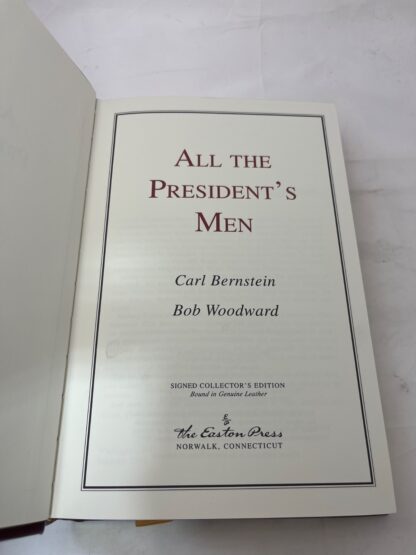 ALL THE
PRESIDENT'S
MEN
Carl Bernstein
Bob Woodward
SIGNED COLLECTOR'S EDITION
Bound in Genuine Leather
The Easton Press
NORWALK, CONNECTICUT